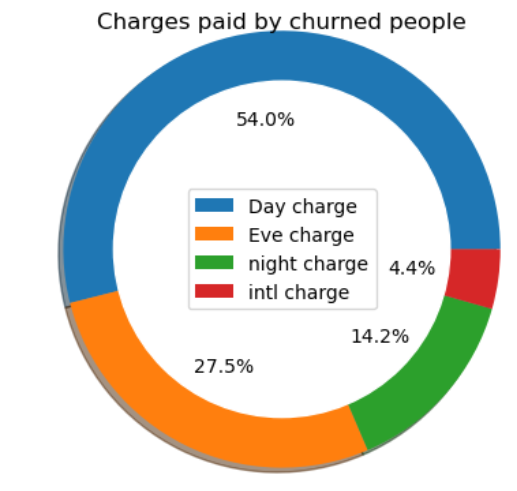 Charges paid by churned people
54.0%
Day charge
Eve charge
night charge
intl charge
4.4%
14.2%
27.5%